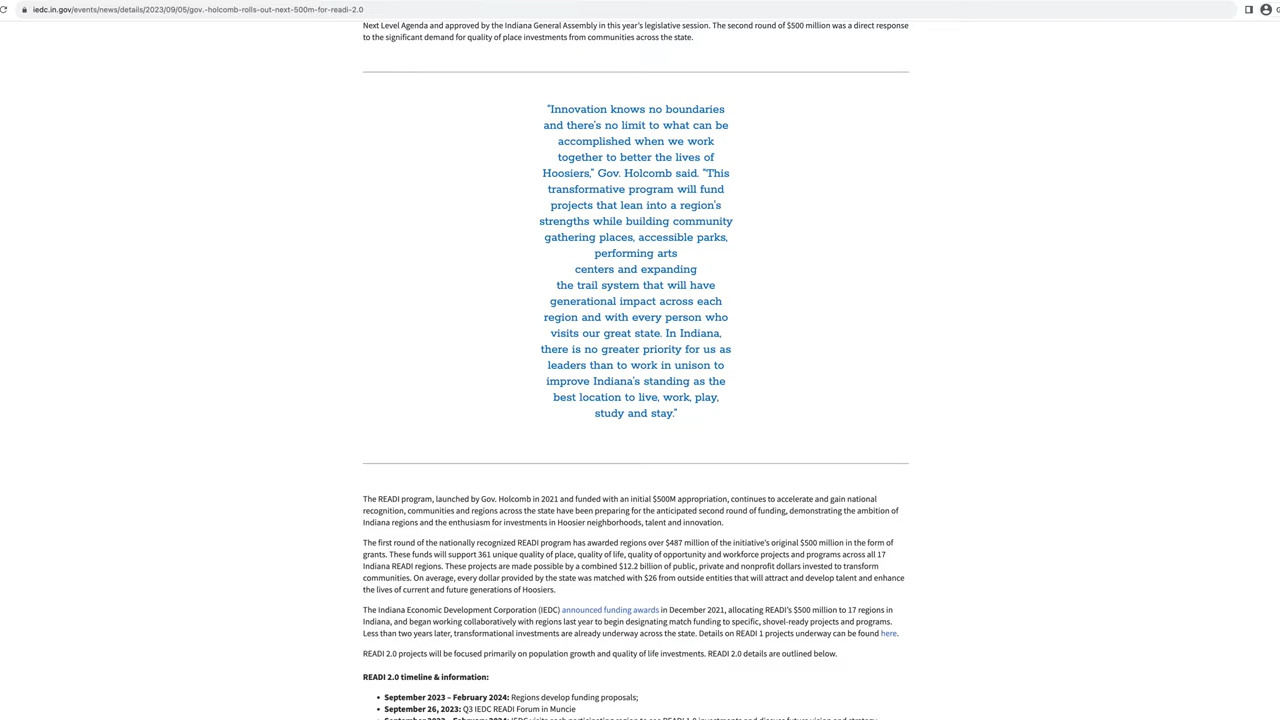 iedc.in.gov/events/news/details/2023/09/05/gov.-holcomb-rolls-out-next-500m-for-readi-2.0
Next Level Agenda and approved by the Indiana General Assembly in this year's legislative session. The second round of $500 million was a direct response
to the significant demand for quality of place investments from communities across the state.
"Innovation knows no boundaries
and there's no limit to what can be
accomplished when we work
together to better the lives of
Hoosiers," Gov. Holcomb said. "This
transformative program will fund
projects that lean into a region's
strengths while building community
gathering places, accessible parks,
performing arts
centers and expanding
the trail system that will have
generational impact across each
region and with every person who
visits our great state. In Indiana,
there is no greater priority for us as
leaders than to work in unison to
improve Indiana's standing as the
best location to live, work, play,
study and stay."
The READI program, launched by Gov. Holcomb in 2021 and funded with an initial $500M appropriation, continues to accelerate and gain national
recognition, communities and regions across the state have been preparing for the anticipated second round of funding, demonstrating the ambition of
Indiana regions and the enthusiasm for investments in Hoosier neighborhoods, talent and innovation.
The first round of the nationally recognized READI program has awarded regions over $487 million of the initiative's original $500 million in the form of
grants. These funds will support 361 unique quality of place, quality of life, quality of opportunity and workforce projects and programs across all 17
Indiana READI regions. These projects are made possible by a combined $12.2 billion of public, private and nonprofit dollars invested to transform
communities. On average, every dollar provided by the state was matched with $26 from outside entities that will attract and develop talent and enhance
the lives of current and future generations of Hoosiers.
The Indiana Economic Development Corporation (IEDC) announced funding awards in December 2021, allocating READI's $500 million to 17 regions in
Indiana, and began working collaboratively with regions last year to begin designating match funding to specific, shovel-ready projects and programs.
Less than two years later, transformational investments are already underway across the state. Details on READI 1 projects underway can be found here.
READI 2.0 projects will be focused primarily on population growth and quality of life investments. READI 2.0 details are outlined below.
READI 2.0 timeline & information:
• September 2023 – February 2024: Regions develop funding proposals;
• September 26, 2023: Q3 IEDC READI Forum in Muncie